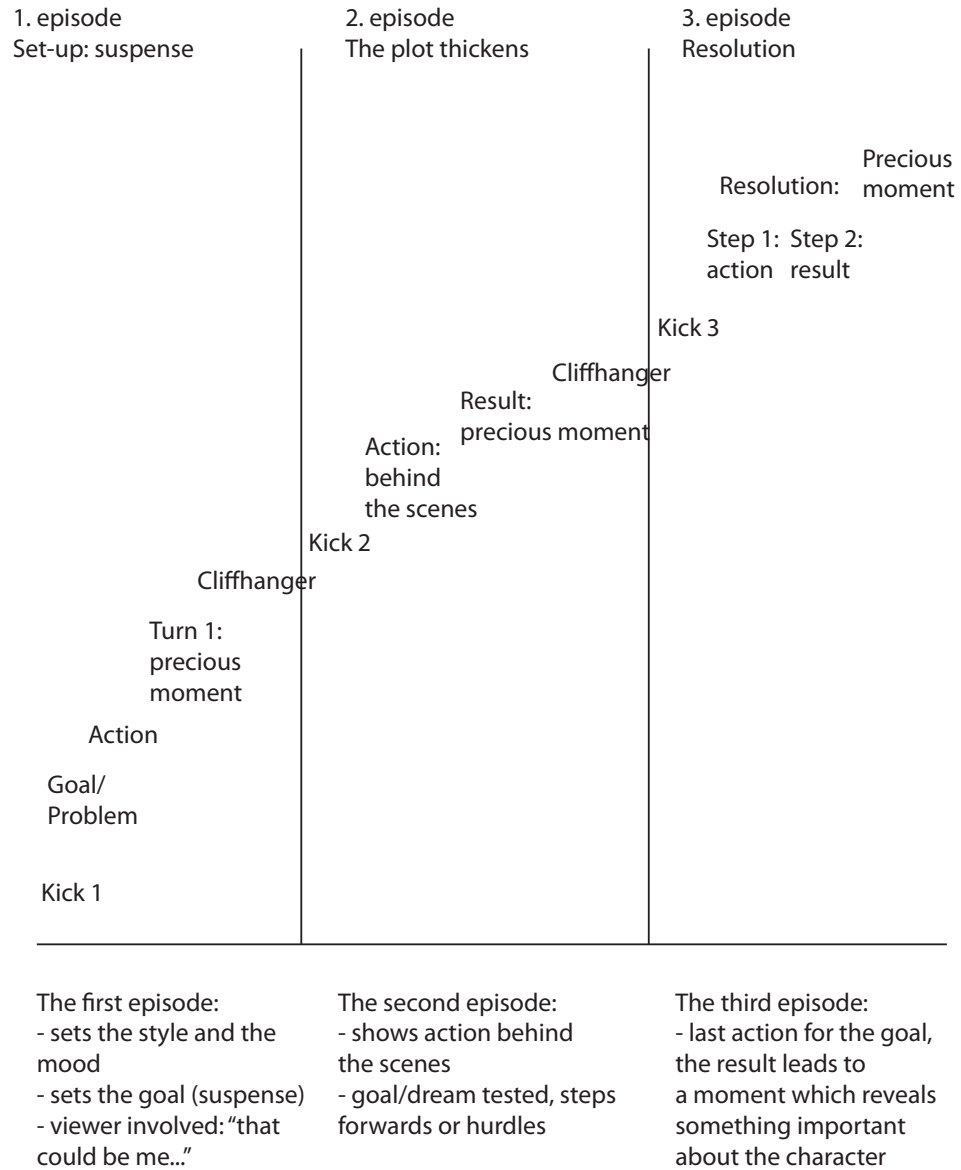 1. episode
Set-up: suspense
2. episode
The plot thickens
3. episode
Resolution
Kick 1
Goal/
Problem
Action
Turn 1:
precious
moment
Cliffhanger
Kick 2
Action:
behind
the scenes
Result:
precious moment
Cliffhanger
Kick 3
Step 1:
action
Step 2:
result
Resolution:
Precious
moment
The first episode:
- sets the style and the
mood
- sets the goal (suspense)
- viewer involved: “that
could be me...”
The second episode:
- shows action behind
the scenes
- goal/dream tested, steps
forwards or hurdles
The third episode:
- last action for the goal,
the result leads to
a moment which reveals
something important
about the character